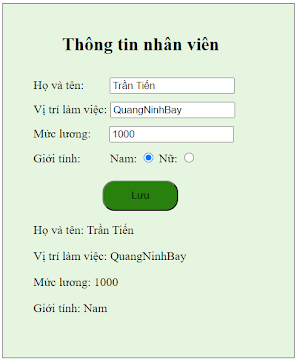 Thông tin nhân viên
Họ và tên: Trần Tiến
Vị trí làm việc: QuangNinhBay
Mức lương: 1000
Giới tính: Nam: Nữ:
Lưu
Họ và tên: Trần Tiến
Vị trí làm việc: QuangNinhBay
Mức lương: 1000
Giới tính: Nam